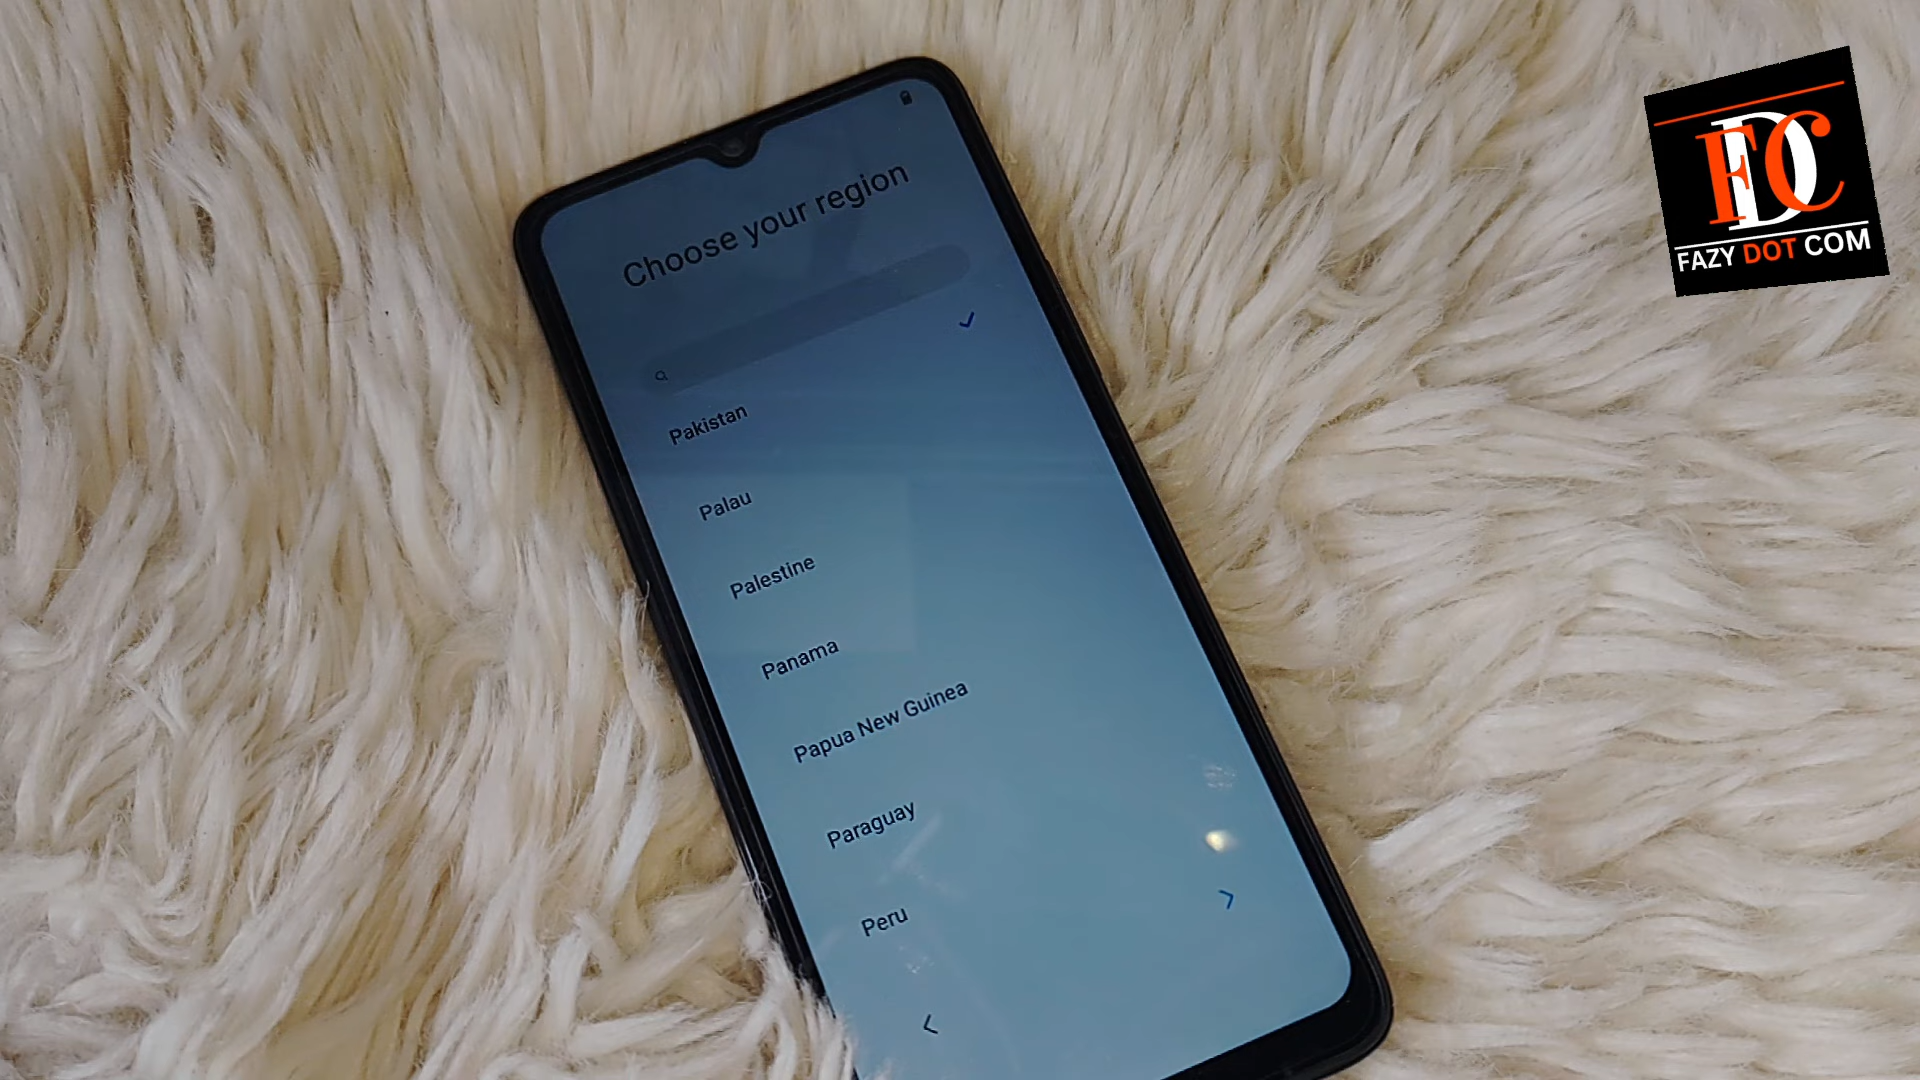 Choose your region
Pakistan
Palau
Palestine
Panama
Papua New Guinea
Paraguay
Peru
FDC
FAZY DOT COM